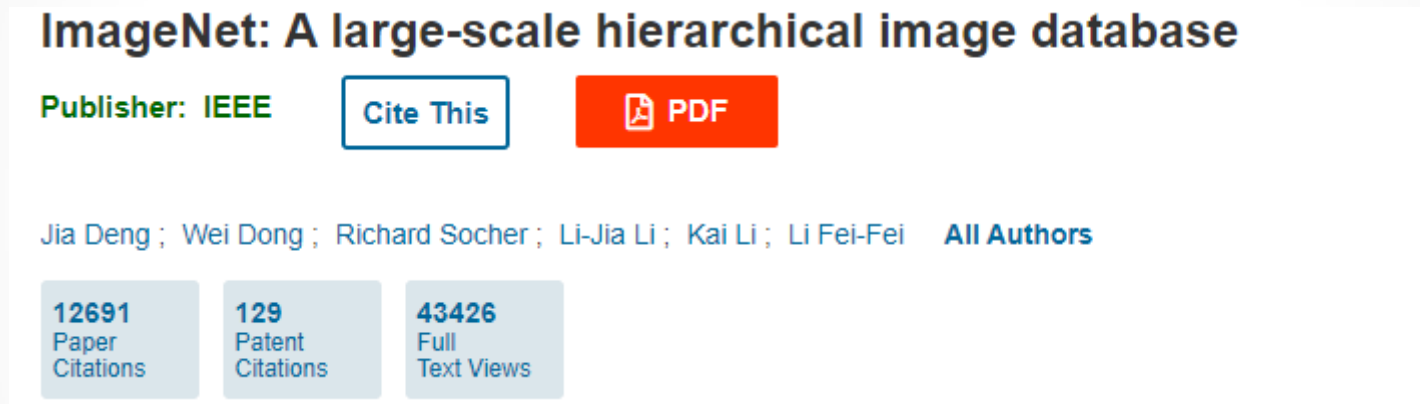 ImageNet: A large-scale hierarchical image database
Publisher: IEEE Cite This PDF
Jia Deng ; Wei Dong ; Richard Socher ; Li-Jia Li ; Kai Li ; Li Fei-Fei All Authors
12691 129 43426
Paper Patent Full
Citations Citations Text Views